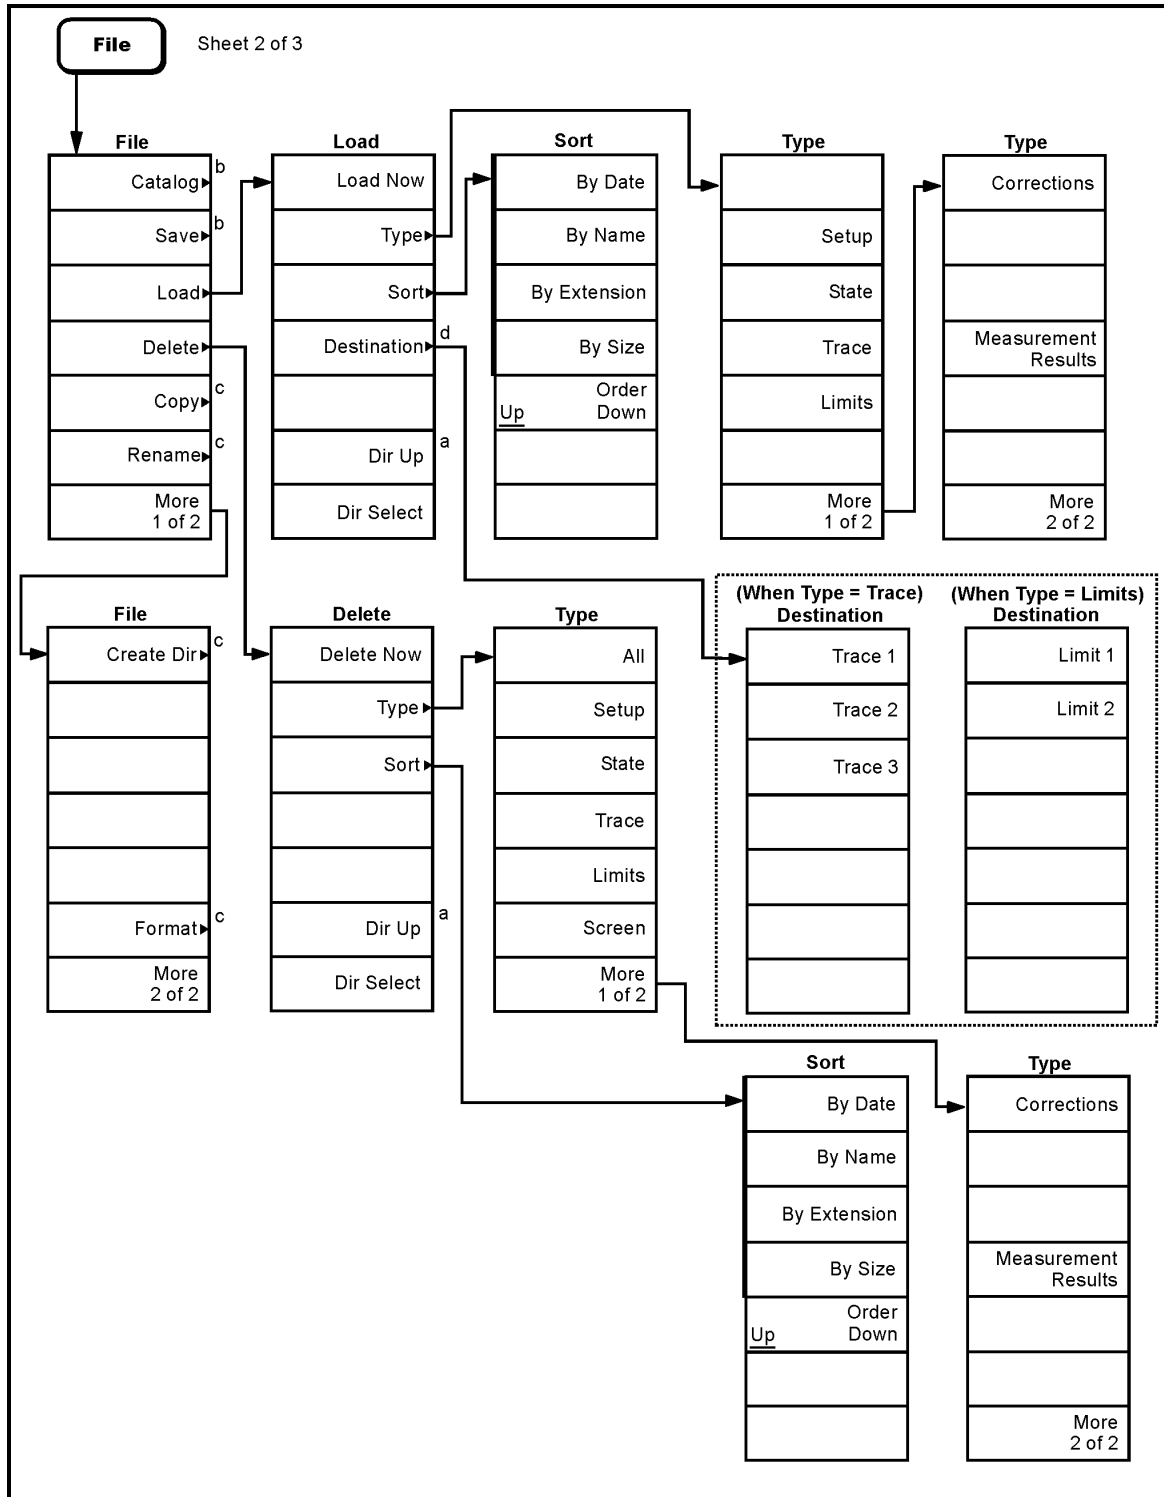 File
Sheet 2 of 3
File
Catalog
b
Save
b
Load
Delete
Copy
c
Rename
c
More
1 of 2
Load
Load Now
Type
Sort
Destination
d
Dir Up
a
Dir Select
Sort
By Date
By Name
By Extension
By Size
Order
Up Down
Type
Setup
State
Trace
Limits
More
1 of 2
Type
Corrections
Measurement
Results
More
2 of 2
File
Create Dir
c
Format
c
More
2 of 2
Delete
Delete Now
Type
Sort
Dir Up
a
Dir Select
Type
All
Setup
State
Trace
Limits
Screen
More
1 of 2
(When Type = Trace)
Destination
Trace 1
Trace 2
Trace 3
(When Type = Limits)
Destination
Limit 1
Limit 2
Sort
By Date
By Name
By Extension
By Size
Order
Up Down
Type
Corrections
Measurement
Results
More
2 of 2